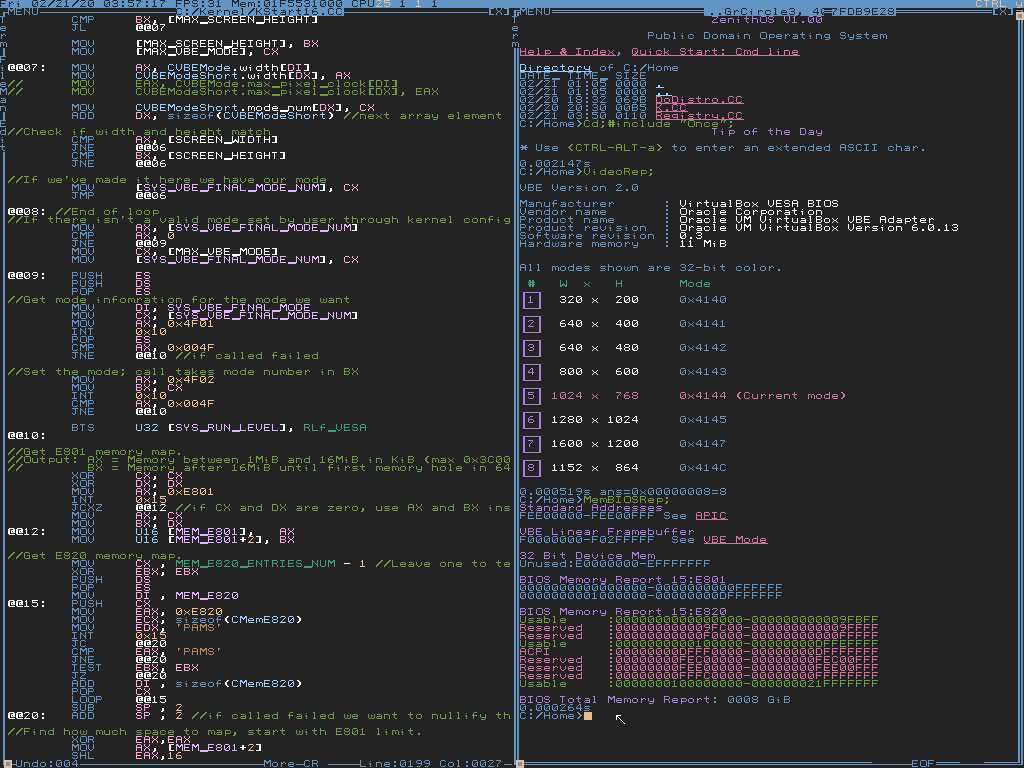 Fri 02/21/20 03:57:17 FPS:31 Mem:01F5531000 CPU25 1 1 1
CTRL
MENU
C:/Kernel/KStart16.CC
[X]
CMP BX, [MAX_SCREEN_HEIGHT]
JL @@07
MOV [MAX_SCREEN_HEIGHT], BX
MOV [MAX_VBE_MODE], CX
@@07: MOV AX, CVBEMode.width[DI]
MOV CVBEModeShort.width[DX], AX
// MOV EAX, CVBEMode.max_pixel_clock[DI]
// MOV CVBEModeShort.max_pixel_clock[DI], EAX
MOV CVBEModeShort.mode_num[DX], CX
ADD DX, sizeof(CVBEModeShort) //next array element
//Check if width and height match
CMP AX, [SCREEN_WIDTH]
JNE @@06
CMP BX, [SCREEN_HEIGHT]
JNE @@06
//If we've made it here we have our mode
MOV [SYS_VBE_FINAL_MODE_NUM], CX
JMP @@06
@@08: //End of loop
//If there isn't a valid mode set by user through kernel config
MOV AX, [SYS_VBE_FINAL_MODE_NUM]
CMP AX, 0
JNE @@09
MOV CX, [MAX_VBE_MODE]
MOV [SYS_VBE_FINAL_MODE_NUM], CX
@@09: PUSH ES
PUSH DS
POP ES
//Get mode infomration for the mode we want
MOV DI, SYS_VBE_FINAL_MODE
MOV CX, [SYS_VBE_FINAL_MODE_NUM]
MOV AX, 0x4F01
INT 0x10
POP ES
CMP AX, 0x004F
JNE @@10 //if called failed
//Set the mode; call takes mode number in BX
MOV AX, 0x4F02
MOV BX, CX
INT 0x10
CMP AX, 0x004F
JNE @@10
BTS U32 [SYS_RUN_LEVEL], RLf_VESA
@@10:
//Get E801 memory map.
//Output: AX = Memory between 1MiB and 16MiB in KiB (max 0x3C00
// BX = Memory after 16MiB until first memory hole in 64
XOR CX, CX
XOR DX, DX
MOV AX, 0xE801
INT 0x15
JCXZ @@12 //if CX and DX are zero, use AX and BX ins
MOV AX, CX
MOV BX, DX
@@12: MOV U16 [MEM_E801], AX
MOV U16 [MEM_E801+2], BX
//Get E820 memory map.
MOV CX , MEM_E820_ENTRIES_NUM - 1 //Leave one to te
XOR EBX, EBX
PUSH DS
POP ES
MOV DI , MEM_E820
@@15: PUSH CX
MOV EAX, 0xE820
MOV ECX, sizeof(CMemE820)
MOV EDX, 'PAMS'
INT 0x15
JC @@20
CMP EAX, 'PAMS'
JNE @@20
TEST EBX, EBX
JZ @@20
ADD DI , sizeof(CMemE820)
POP CX
LOOP @@15
SUB SP , 2
@@20: ADD SP , 2 //if called failed we want to nullify th
//Find how much space to map, start with E801 limit.
XOR EAX,EAX
MOV AX, [MEM_E801+2]
SHL EAX,16
Undo:004
More-CR
Line:0199 Col:0027
MENU
..GrCircle3, 4C7FDB9E28
[X]
ZenithOS V1.00
Public Domain Operating System
Help & Index, Quick Start: Cmd line
Directory of C:/Home
DATE_ TIME_ SIZE
02/21 01:05 0000 .
02/21 01:05 0000 ..
02/20 18:32 069B DoDistro.CC
02/20 20:33 02B5 K.CC
02/21 03:50 0110 Registry.CC
C:/Home>Cd;#include "Once";
Tip of the Day
* Use <CTRL-ALT-a> to enter an extended ASCII char.
0.002147s
C:/Home>VideoRep;
VBE Version 2.0
Manufacturer : VirtualBox VESA BIOS
Vendor name : Oracle Corporation
Product name : Oracle VM VirtualBox VBE Adapter
Product revision : Oracle VM VirtualBox Version 6.0.13
Software revision : 0.3
Hardware memory : 11 MiB
All modes shown are 32-bit color.
# W x H Mode
1 320 x 200 0x4140
2 640 x 400 0x4141
3 640 x 480 0x4142
4 800 x 600 0x4143
5 1024 x 768 0x4144 (Current mode)
6 1280 x 1024 0x4145
7 1600 x 1200 0x4147
8 1152 x 864 0x414C
0.000519s ans=0x00000008=8
C:/Home>MemBIOSRep;
Standard Addresses
FEE00000-FEE00FFF See APIC
VBE Linear Framebuffer
F0000000-F02FFFFF See VBE Mode
32 Bit Device Mem
Unused:E0000000-EFFFFFFF
BIOS Memory Report 15:E801
0000000000000000-0000000000FFFFFF
0000000001000000-00000000DFFFFFFF
BIOS Memory Report 15:E820
Usable :0000000000000000-000000000009FBFF
Reserved :000000000009FC00-000000000009FFFF
Reserved :00000000000F0000-00000000000FFFFF
Usable :0000000000100000-00000000DFFEFFFF
ACPI :00000000DFFF0000-00000000DFFFFFFF
Reserved :00000000FEC00000-00000000FEC00FFF
Reserved :00000000FEE00000-00000000FEE00FFF
Reserved :00000000FFFC0000-00000000FFFFFFFF
Usable :0000000100000000-000000021FFFFFFF
BIOS Total Memory Report: 0008 GiB
0.000264s
C:/Home>
EOF